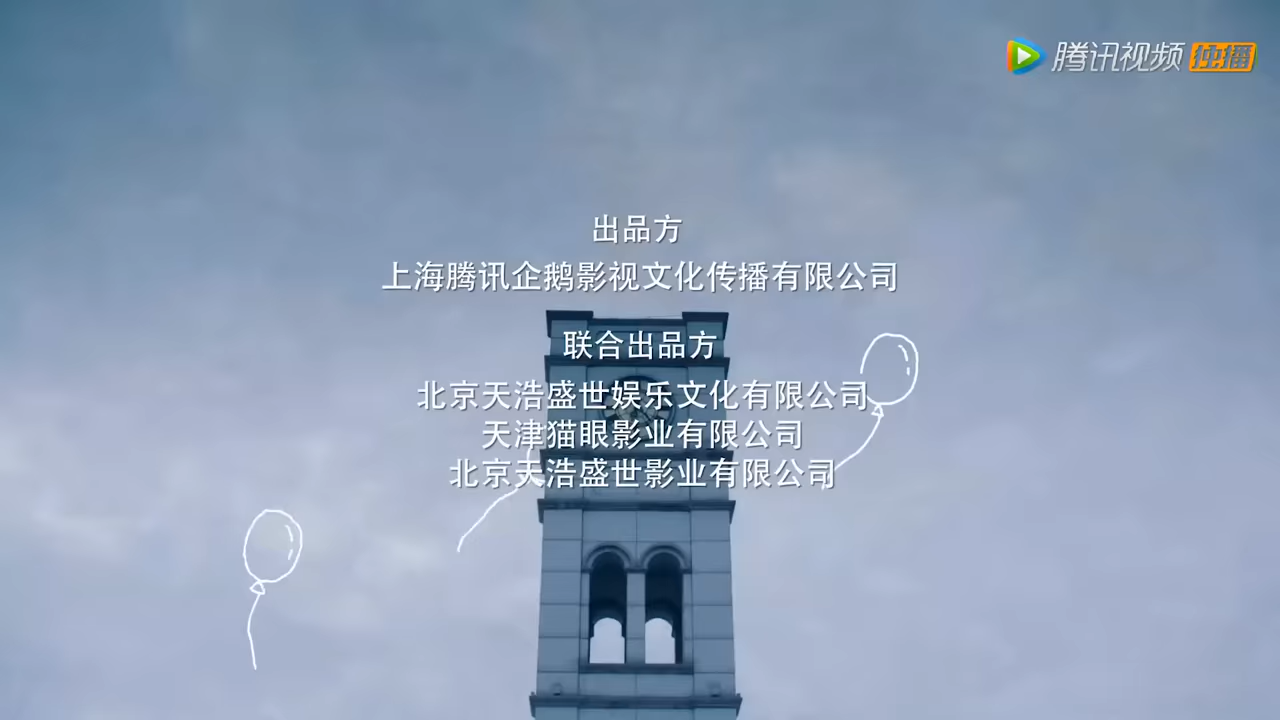 腾讯视频 独播
出品方
上海腾讯企鹅影视文化传播有限公司
联合出品方
北京天浩盛世娱乐文化有限公司
天津猫眼影业有限公司
北京天浩盛世影业有限公司